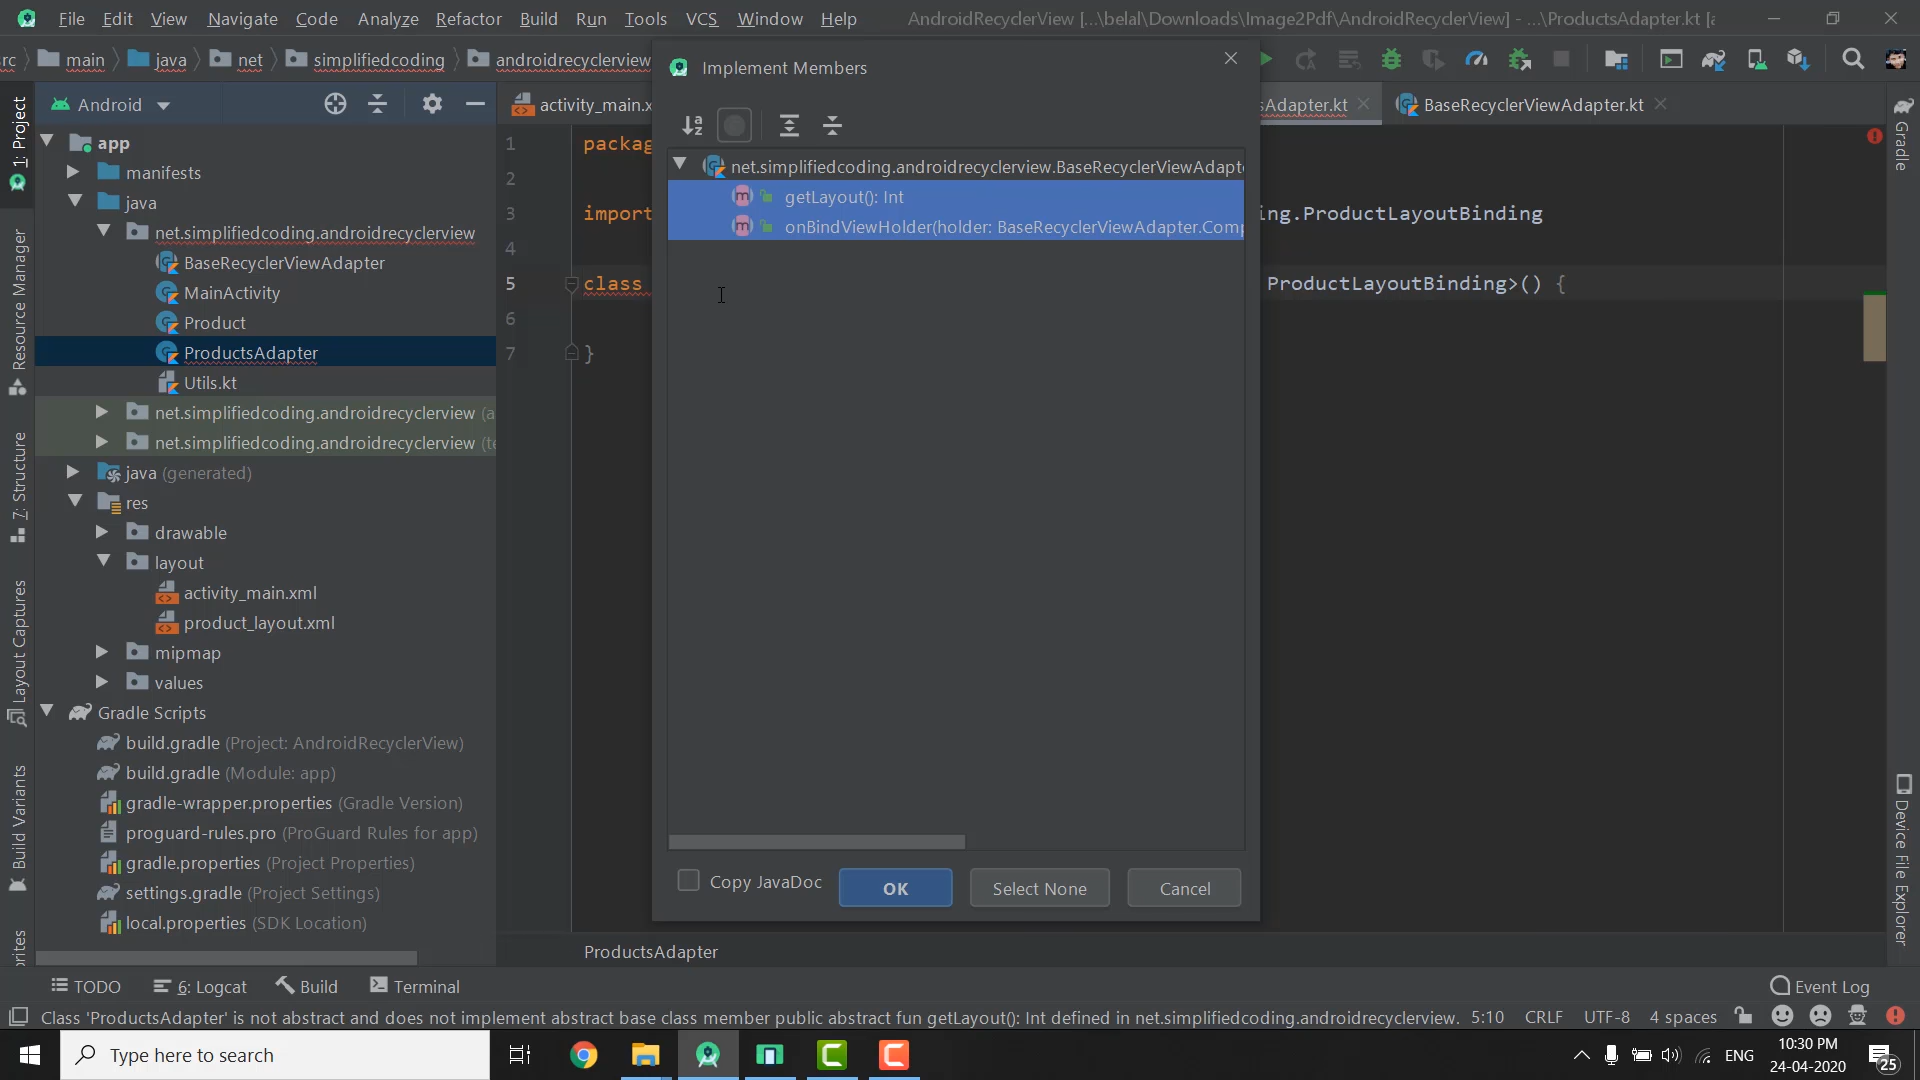 File Edit View Navigate Code Analyze Refactor Build Run Tools VCS Window Help AndroidRecyclerView [...\belal\Downloads\Image2Pdf\AndroidRecyclerView] - ...\ProductsAdapter.kt [a
rc main java net simplifiedcoding androidrecyclerview
Implement Members
Android
activity_main.x
sAdapter.kt
BaseRecyclerViewAdapter.kt
1: Project
Resource Manager
Z: Structure
Layout Captures
Build Variants
orites
app
manifests
java
net.simplifiedcoding.androidrecyclerview
BaseRecyclerViewAdapter
MainActivity
Product
ProductsAdapter
Utils.kt
net.simplifiedcoding.androidrecyclerview (a
net.simplifiedcoding.androidrecyclerview (te
java (generated)
res
drawable
layout
activity_main.xml
product_layout.xml
mipmap
values
Gradle Scripts
build.gradle (Project: AndroidRecyclerView)
build.gradle (Module: app)
gradle-wrapper.properties (Gradle Version)
proguard-rules.pro (ProGuard Rules for app)
gradle.properties (Project Properties)
settings.gradle (Project Settings)
local.properties (SDK Location)
1 packag
2
3 import ng.ProductLayoutBinding
4
5 class ProductLayoutBinding>() {
6
7 }
net.simplifiedcoding.androidrecyclerview.BaseRecyclerViewAdapte
getLayout(): Int
onBindViewHolder(holder: BaseRecyclerViewAdapter.Comp
Copy JavaDoc
OK
Select None
Cancel
ProductsAdapter
Gradle
Device File Explorer
TODO 6: Logcat Build Terminal Event Log
Class 'ProductsAdapter' is not abstract and does not implement abstract base class member public abstract fun getLayout(): Int defined in net.simplifiedcoding.androidrecyclerview. 5:10 CRLF UTF-8 4 spaces
Type here to search
ENG
10:30 PM
24-04-2020
25